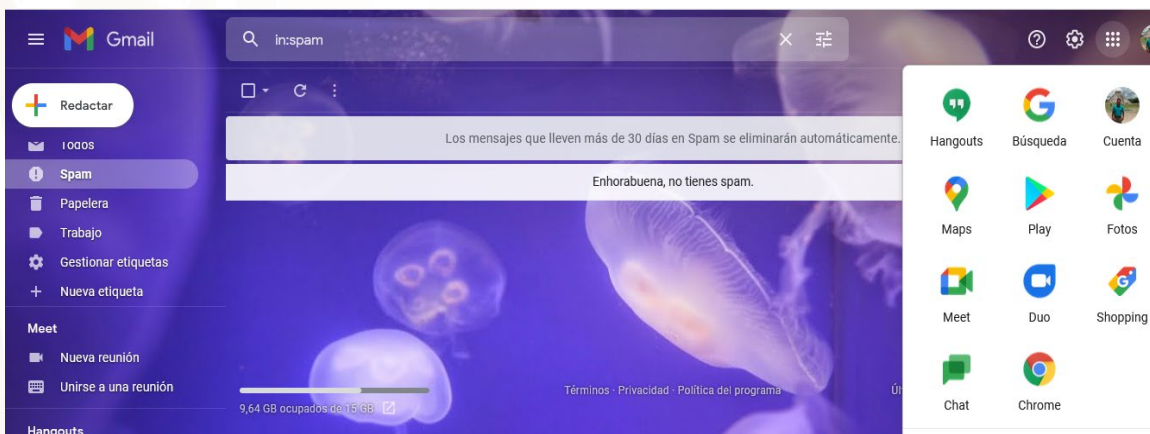 Gmail
in:spam
Redactar
Todos
Spam
Papelera
Trabajo
Gestionar etiquetas
Nueva etiqueta
Meet
Nueva reunión
Unirse a una reunión
Hangouts
Los mensajes que lleven más de 30 días en Spam se eliminarán automáticamente.
Enhorabuena, no tienes spam.
9,64 GB ocupados de 15 GB
Términos · Privacidad · Política del programa
Hangouts
Búsqueda
Cuenta
Maps
Play
Fotos
Meet
Duo
Shopping
Chat
Chrome